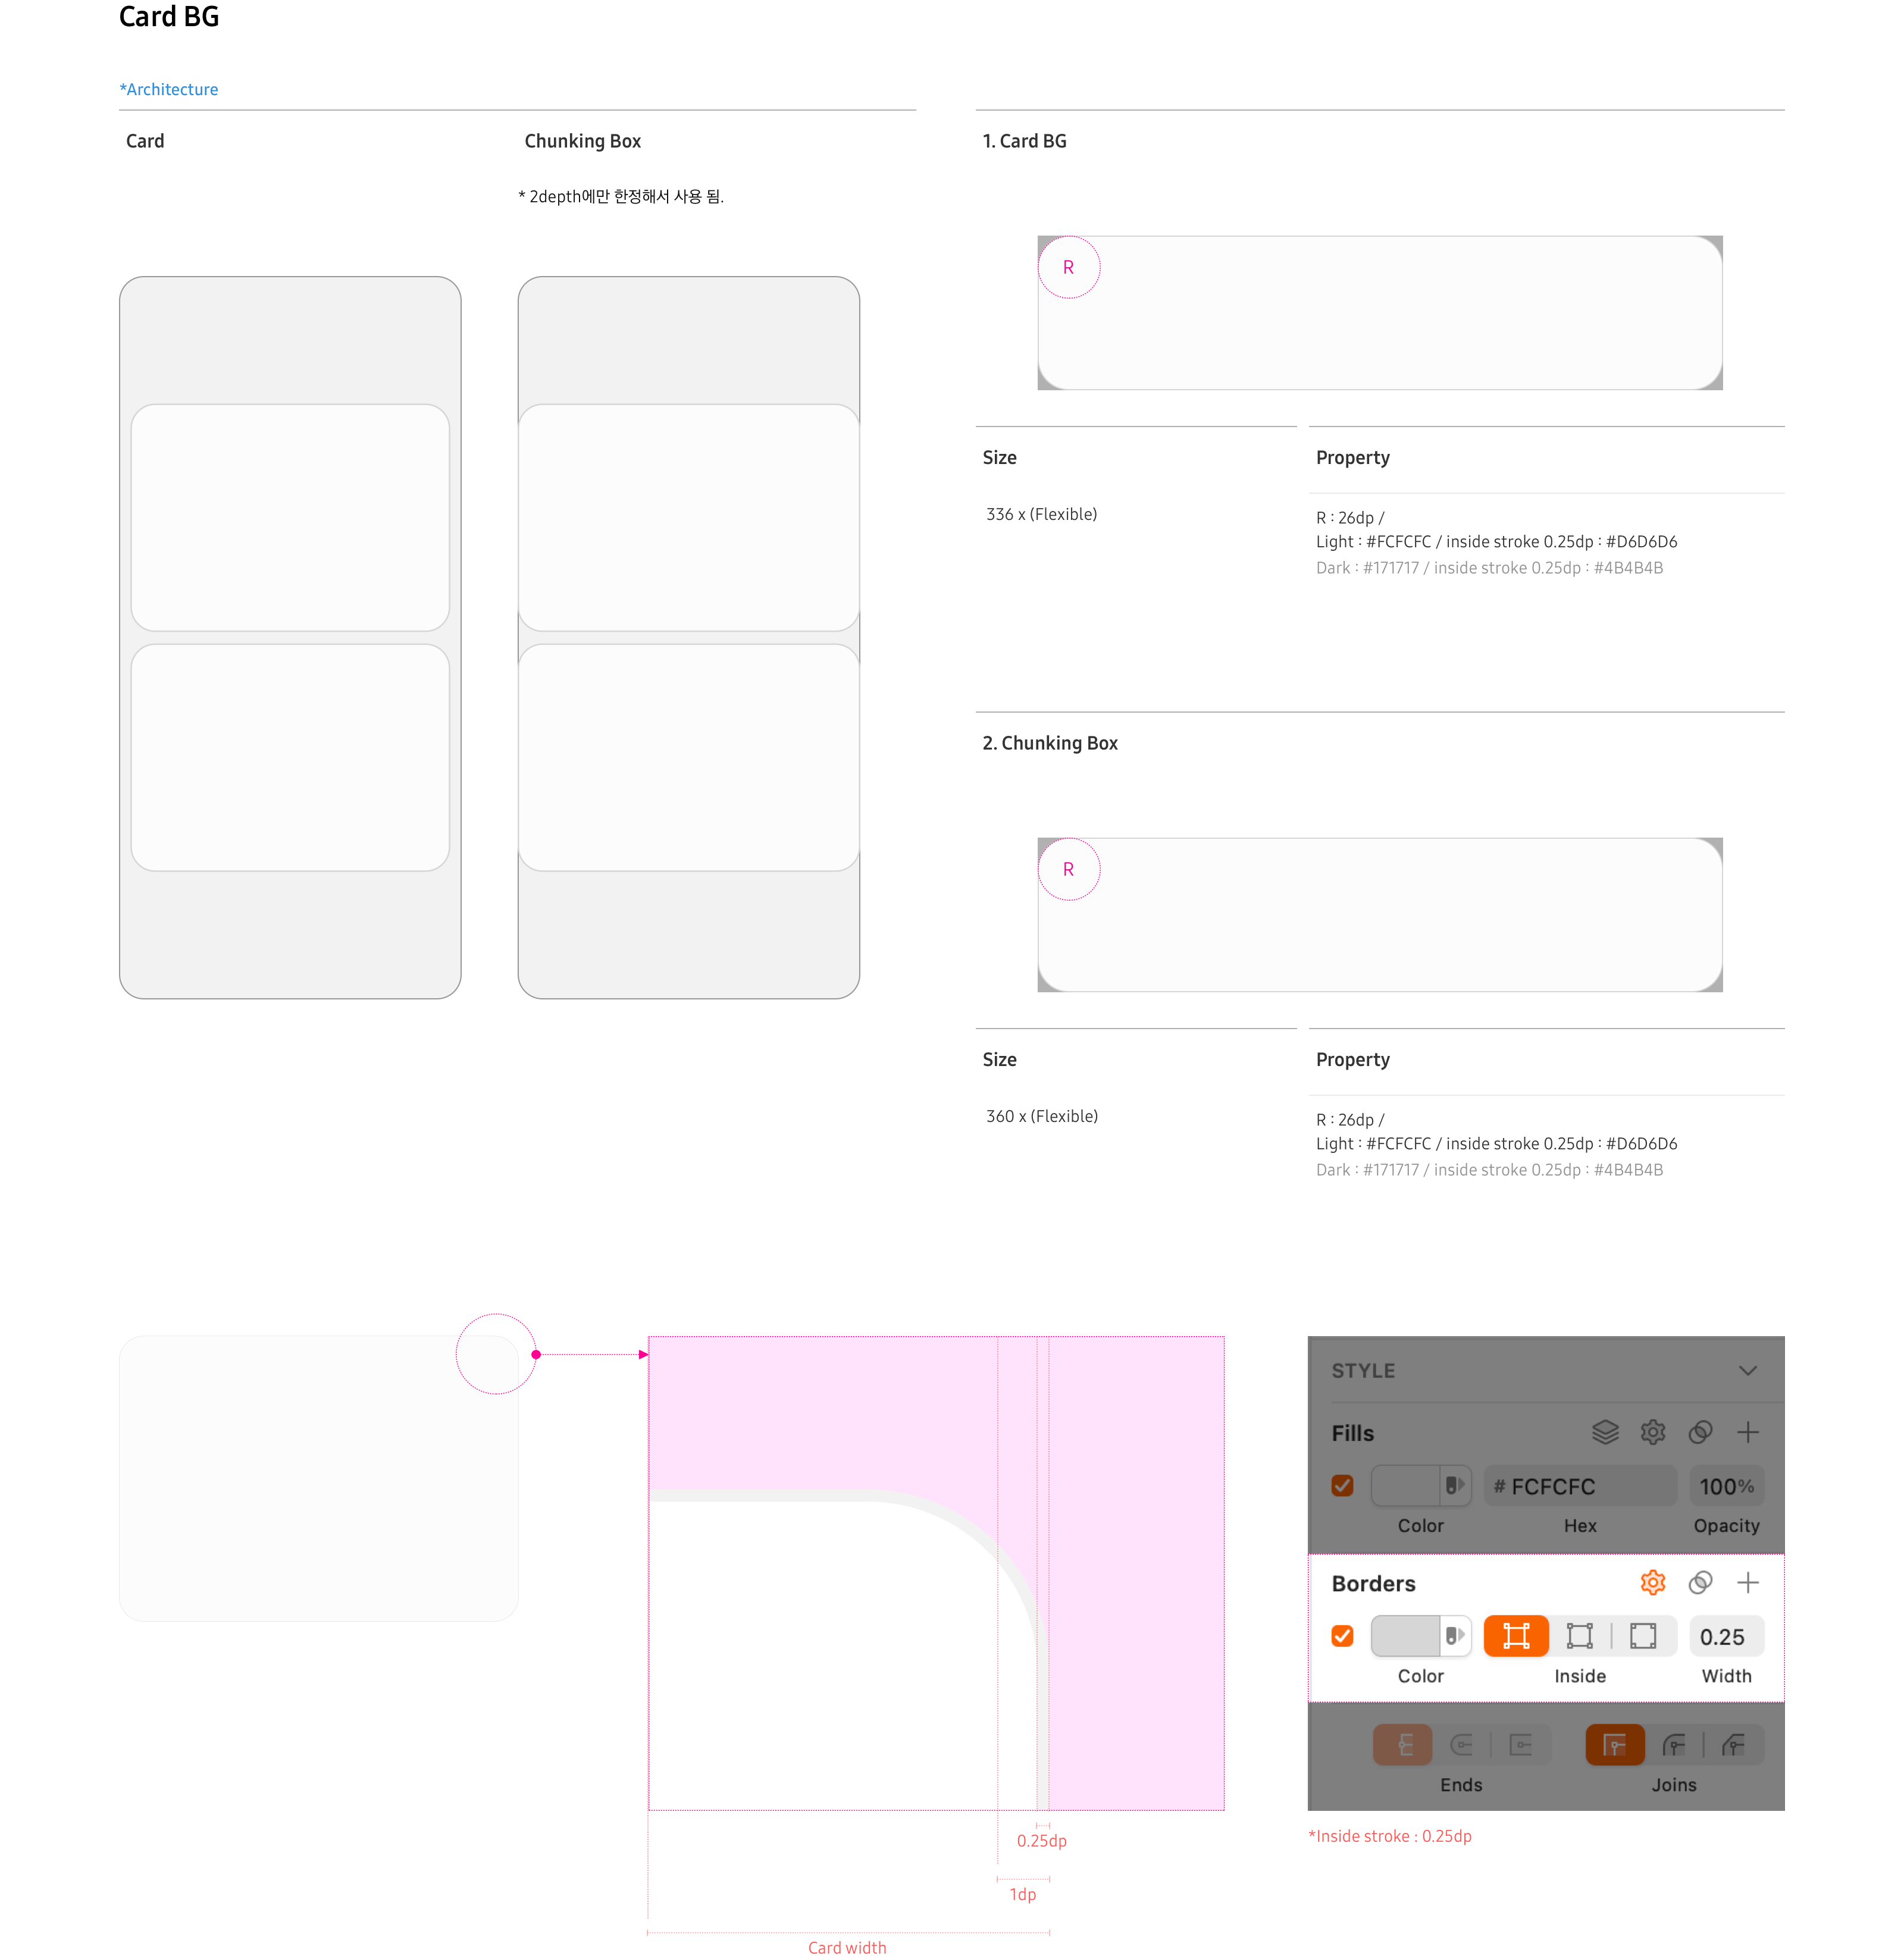 Card BG
*Architecture
Card
Chunking Box
* 2depth에만 한정해서 사용 됨.
1. Card BG
R
Size
336 x (Flexible)
Property
R : 26dp /
Light : #FCFCFC / inside stroke 0.25dp : #D6D6D6
Dark : #171717 / inside stroke 0.25dp : #4B4B4B
2. Chunking Box
R
Size
360 x (Flexible)
Property
R : 26dp /
Light : #FCFCFC / inside stroke 0.25dp : #D6D6D6
Dark : #171717 / inside stroke 0.25dp : #4B4B4B
0.25dp
1dp
Card width
STYLE
Fills
# FCFCFC 100%
Color Hex Opacity
Borders
0.25
Color Inside Width
Ends Joins
*Inside stroke : 0.25dp